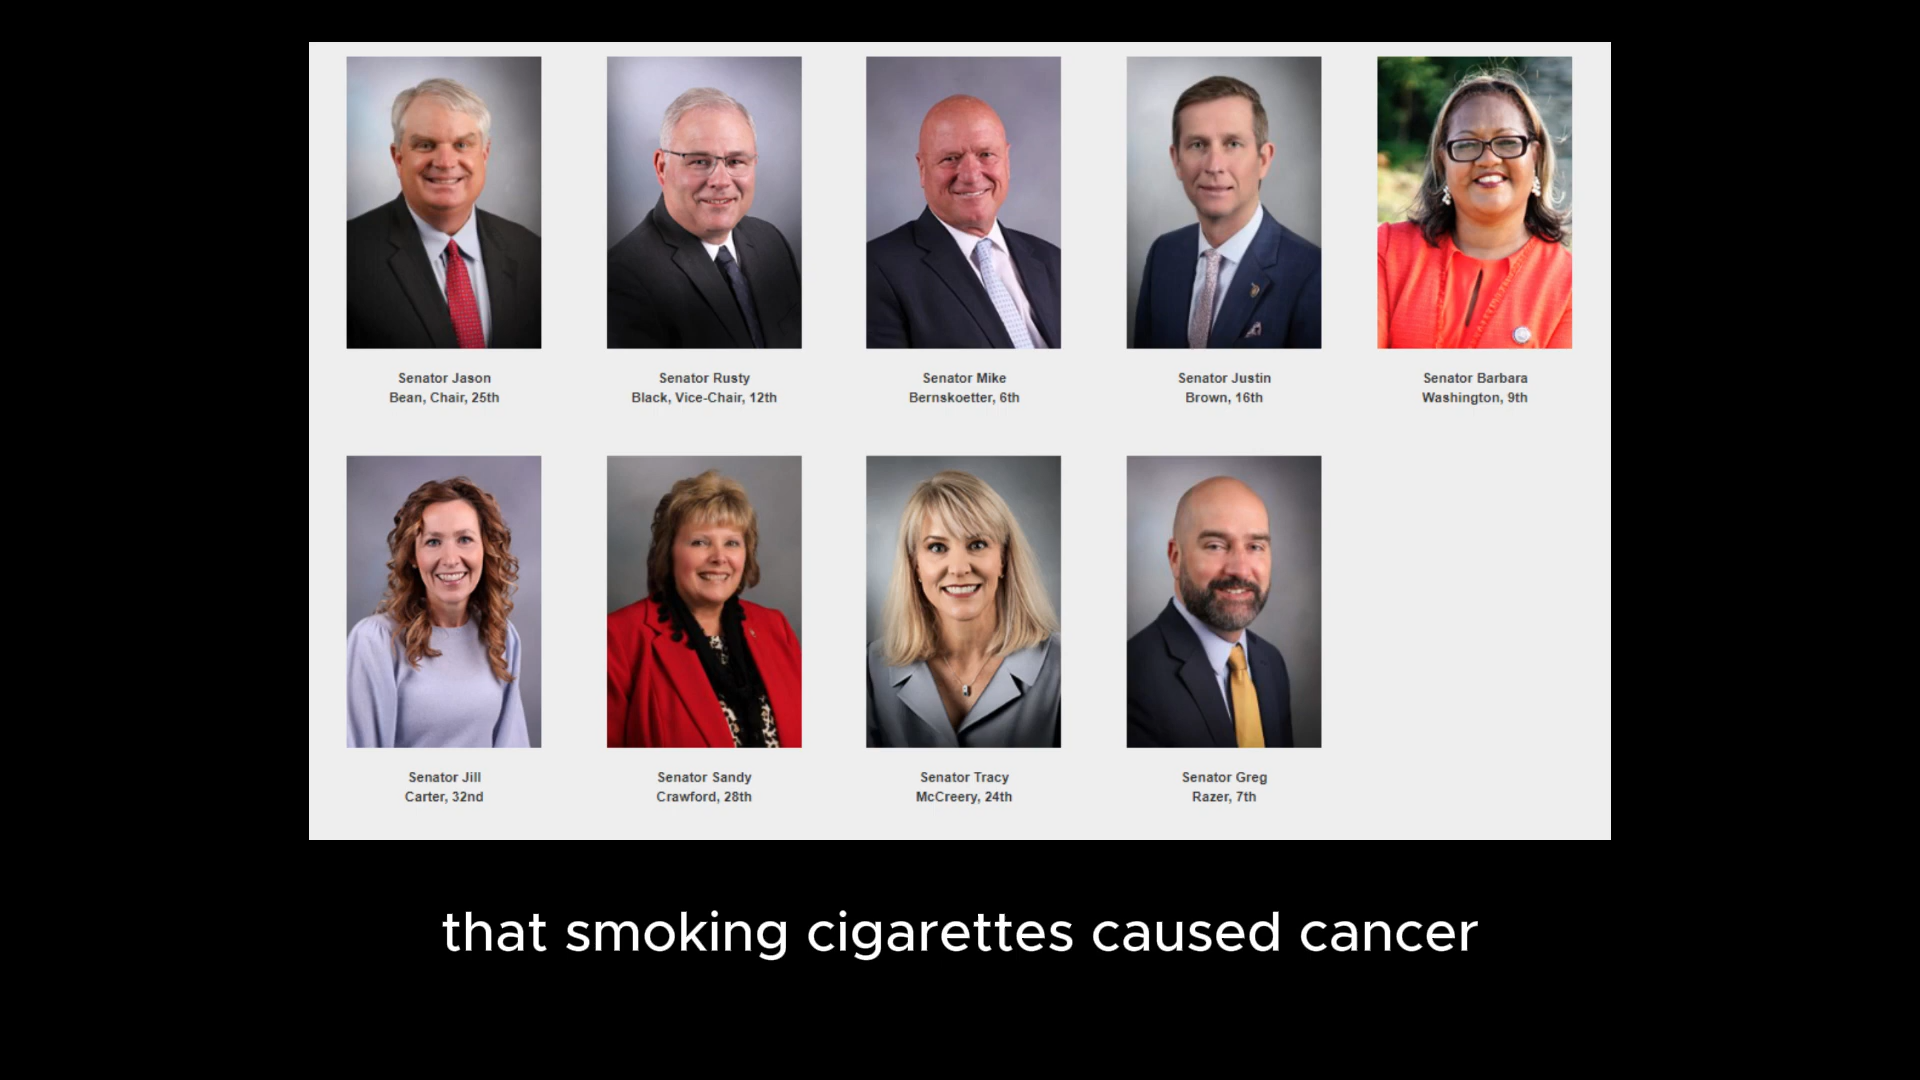 Senator Jason
Bean, Chair, 25th
Senator Rusty
Black, Vice-Chair, 12th
Senator Mike
Bernskoetter, 6th
Senator Justin
Brown, 16th
Senator Barbara
Washington, 9th
Senator Jill
Carter, 32nd
Senator Sandy
Crawford, 28th
Senator Tracy
McCreery, 24th
Senator Greg
Razer, 7th
that smoking cigarettes caused cancer